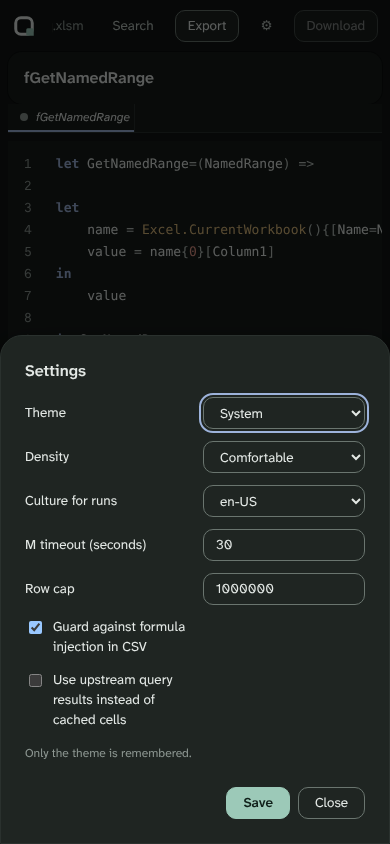 .xlsm Search Export Download
fGetNamedRange
fGetNamedRange
1 let GetNamedRange=(NamedRange) =>
2
3 let
4 name = Excel.CurrentWorkbook(){[Name=N
5 value = name{0}[Column1]
6 in
7 value
8
Settings
Theme System
Density Comfortable
Culture for runs en-US
M timeout (seconds) 30
Row cap 1000000
Guard against formula
injection in CSV
Use upstream query
results instead of
cached cells
Only the theme is remembered.
Save Close